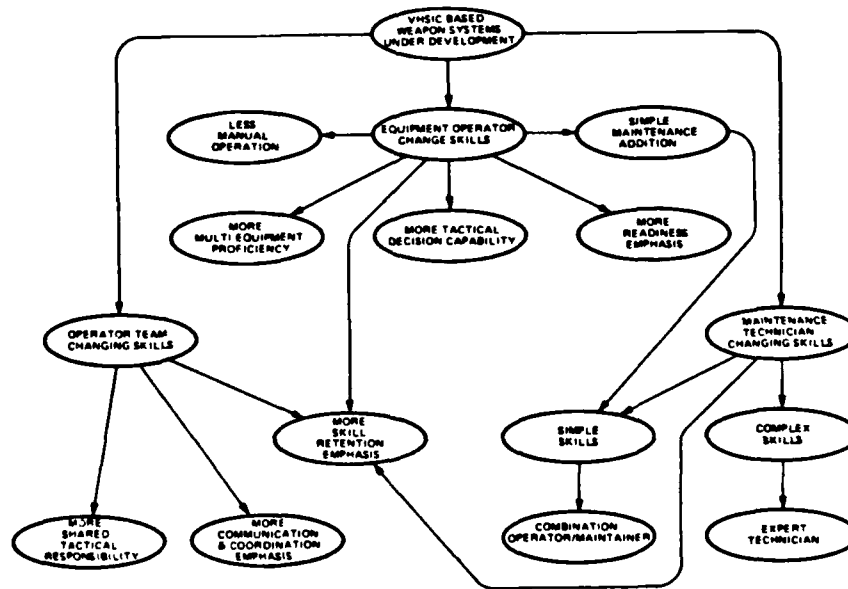 VHSIC BASED
WEAPON SYSTEMS
UNDER DEVELOPMENT
LESS
MANUAL
OPERATION
EQUIPMENT OPERATOR
CHANGE SKILLS
SIMPLE
MAINTENANCE
ADDITION
MORE
MULTI EQUIPMENT
PROFICIENCY
MORE TACTICAL
DECISION CAPABILITY
MORE
READINESS
EMPHASIS
OPERATOR TEAM
CHANGING SKILLS
MAINTENANCE
TECHNICIAN
CHANGING SKILLS
MORE
SKILL
RETENTION
EMPHASIS
SIMPLE
SKILLS
COMPLEX
SKILLS
MORE
SHARED
TACTICAL
RESPONSIBILITY
MORE
COMMUNICATION
& COORDINATION
EMPHASIS
COMBINATION
OPERATOR/MAINTAINER
EXPERT
TECHNICIAN